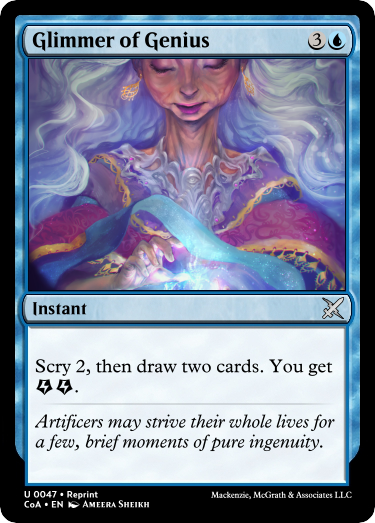 Glimmer of Genius 3
Instant
Scry 2, then draw two cards. You get
.
Artificers may strive their whole lives for
a few, brief moments of pure ingenuity.
U 0047 • Reprint
CoA • EN AMEERA SHEIKH
Mackenzie, McGrath & Associates LLC